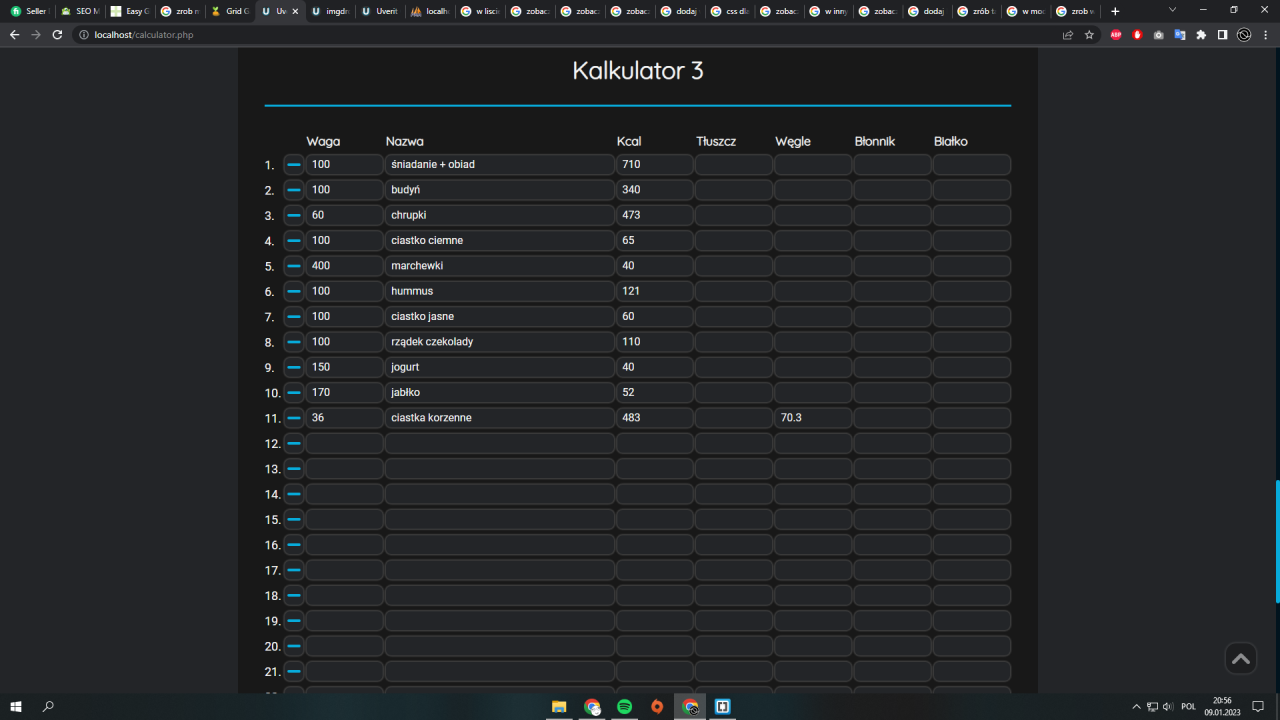 Seller
SEO M
Easy G
zrob m
Grid G
Uv
imgdr
Uverit
localh
w liscie
zobac
zobac
zobac
dodaj
css dla
zobac
w inny
zobac
dodaj
zrób ta
w moc
zrob w
localhost/calculator.php
Kalkulator 3
Waga Nazwa Kcal Tłuszcz Węgle Błonnik Białko
1. 100 śniadanie + obiad 710
2. 100 budyń 340
3. 60 chrupki 473
4. 100 ciastko ciemne 65
5. 400 marchewki 40
6. 100 hummus 121
7. 100 ciastko jasne 60
8. 100 rządek czekolady 110
9. 150 jogurt 40
10. 170 jabłko 52
11. 36 ciastka korzenne 483 70.3
12.
13.
14.
15.
16.
17.
18.
19.
20.
21.
POL
20:56
09.01.2023